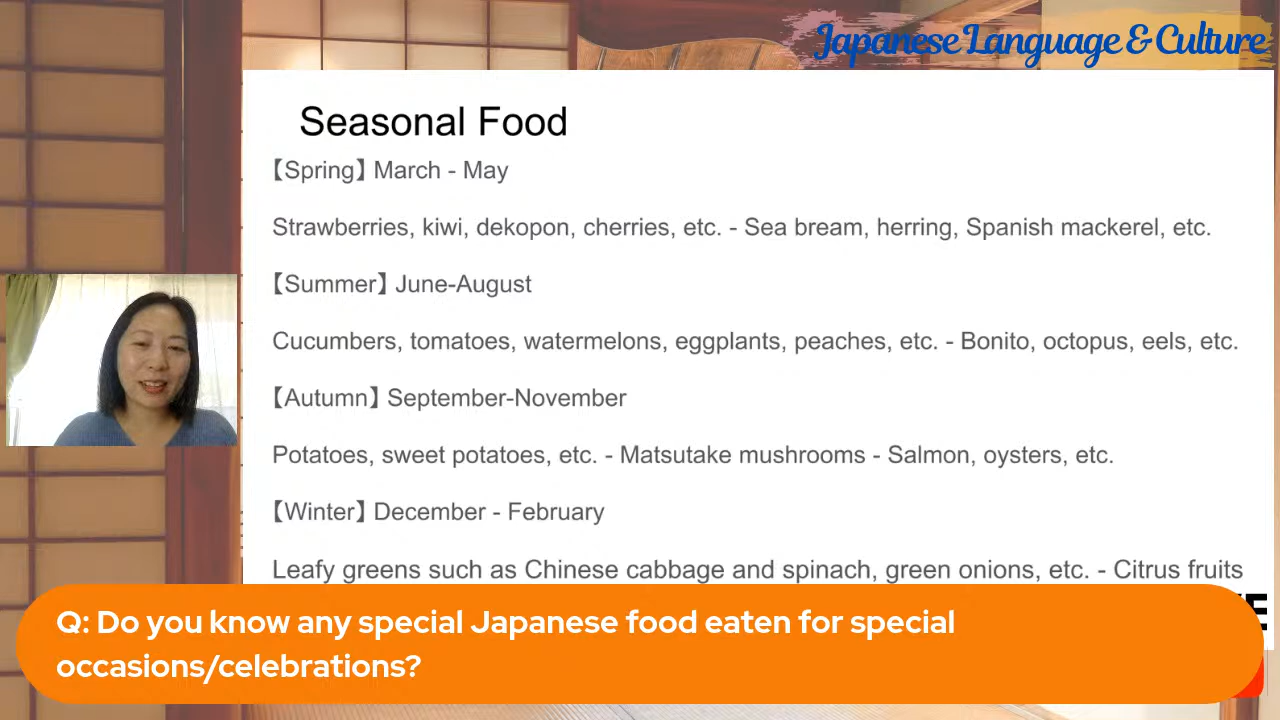 Japanese Language & Culture
Seasonal Food
【Spring】March - May
Strawberries, kiwi, dekopon, cherries, etc. - Sea bream, herring, Spanish mackerel, etc.
【Summer】June-August
Cucumbers, tomatoes, watermelons, eggplants, peaches, etc. - Bonito, octopus, eels, etc.
【Autumn】September-November
Potatoes, sweet potatoes, etc. - Matsutake mushrooms - Salmon, oysters, etc.
【Winter】December - February
Leafy greens such as Chinese cabbage and spinach, green onions, etc. - Citrus fruits
Q: Do you know any special Japanese food eaten for special
occasions/celebrations?